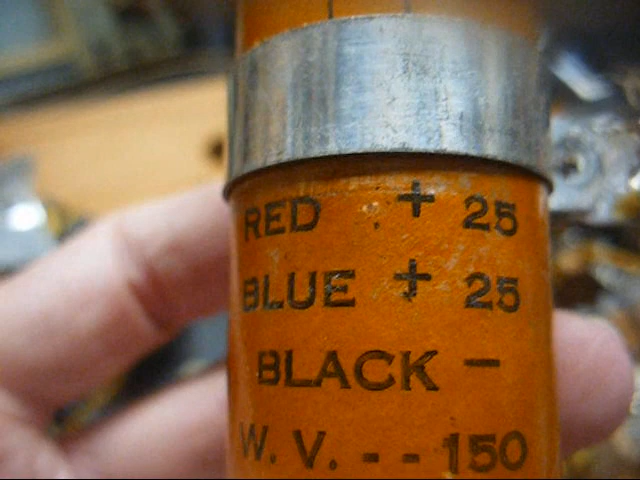 RED + 25
BLUE + 25
BLACK -
W. V. - - 150